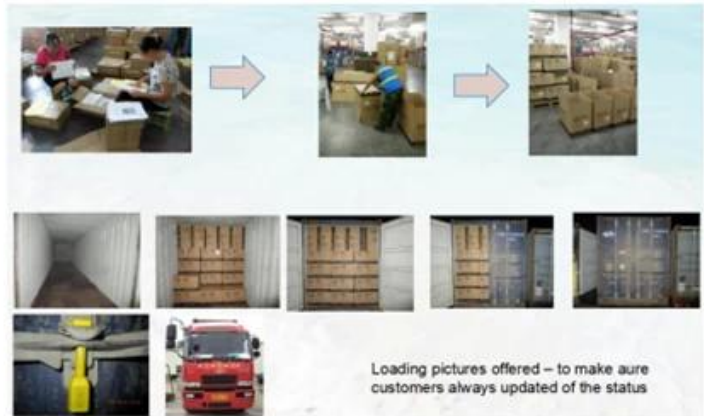 Loading pictures offered – to make aure
customers always updated of the status